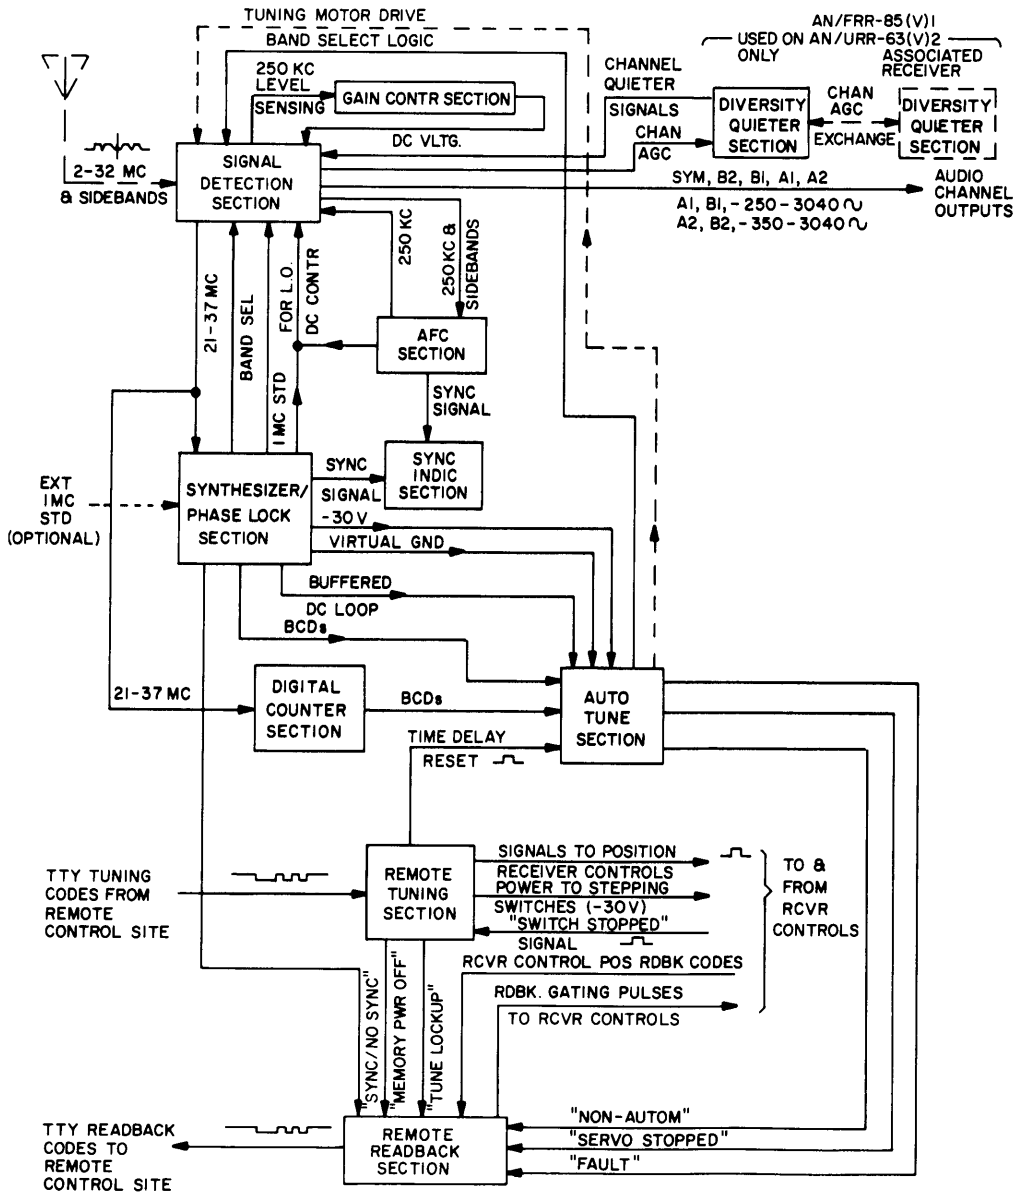 TUNING MOTOR DRIVE
BAND SELECT LOGIC
AN/FRR-85(V)1
USED ON AN/URR-63(V)2
ONLY
ASSOCIATED
RECEIVER
250 KC
LEVEL
SENSING
GAIN CONTR SECTION
DC VLTG.
CHANNEL
QUIETER
SIGNALS
CHAN
AGC
DIVERSITY
QUIETER
SECTION
CHAN
AGC
EXCHANGE
DIVERSITY
QUIETER
SECTION
2-32 MC
& SIDEBANDS
SIGNAL
DETECTION
SECTION
SYM, B2, B1, A1, A2
A1, B1, -250-3040∿
A2, B2, -350-3040∿
AUDIO
CHANNEL
OUTPUTS
21-37 MC
BAND SEL
1 MC STD
FOR L.O.
DC CONTR
250 KC
250 KC &
SIDEBANDS
AFC
SECTION
SYNC
SIGNAL
SYNC
INDIC
SECTION
EXT
1MC
STD
(OPTIONAL)
SYNTHESIZER/
PHASE LOCK
SECTION
SYNC
SIGNAL
-30 V
VIRTUAL GND
BUFFERED
DC LOOP
BCDs
21-37 MC
DIGITAL
COUNTER
SECTION
BCDs
AUTO
TUNE
SECTION
TIME DELAY
RESET
TTY TUNING
CODES FROM
REMOTE
CONTROL SITE
REMOTE
TUNING
SECTION
SIGNALS TO POSITION
RECEIVER CONTROLS
POWER TO STEPPING
SWITCHES (-30V)
"SWITCH STOPPED"
SIGNAL
RCVR CONTROL POS RDBK CODES
RDBK. GATING PULSES
TO RCVR CONTROLS
TO &
FROM
RCVR
CONTROLS
"SYNC/NO SYNC"
"MEMORY PWR OFF"
"TUNE LOCKUP"
TTY READBACK
CODES TO
REMOTE
CONTROL SITE
REMOTE
READBACK
SECTION
"NON-AUTOM"
"SERVO STOPPED"
"FAULT"